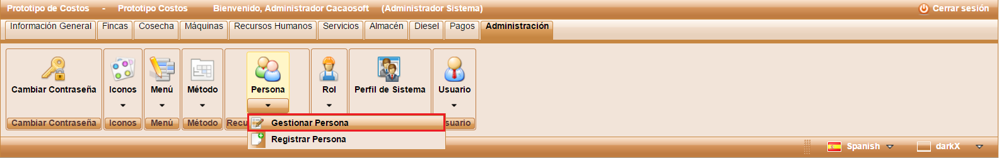 Prototipo de Costos - Prototipo Costos Bienvenido, Administrador Cacaosoft (Administrador Sistema) Cerrar sesión
Información General Fincas Cosecha Máquinas Recursos Humanos Servicios Almacén Diesel Pagos Administración
Cambiar Contraseña Iconos Menú Método Persona Rol Perfil de Sistema Usuario
Cambiar Contraseña Iconos Menú Método Recu suario
Gestionar Persona
Registrar Persona
Spanish darkX